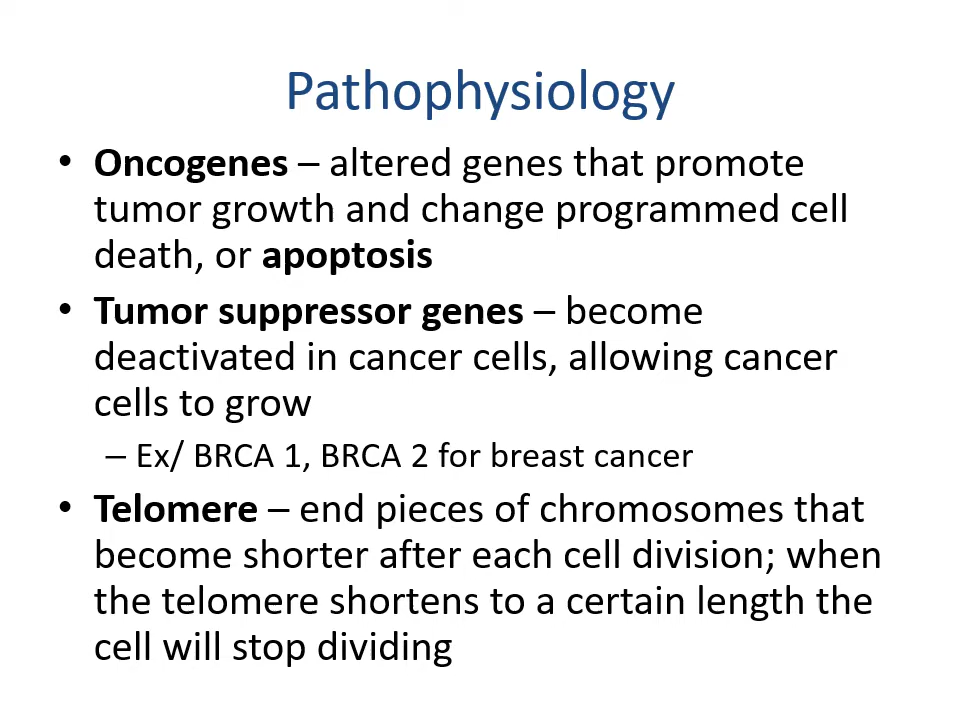 Pathophysiology
• Oncogenes – altered genes that promote
tumor growth and change programmed cell
death, or apoptosis
• Tumor suppressor genes – become
deactivated in cancer cells, allowing cancer
cells to grow
– Ex/ BRCA 1, BRCA 2 for breast cancer
• Telomere – end pieces of chromosomes that
become shorter after each cell division; when
the telomere shortens to a certain length the
cell will stop dividing